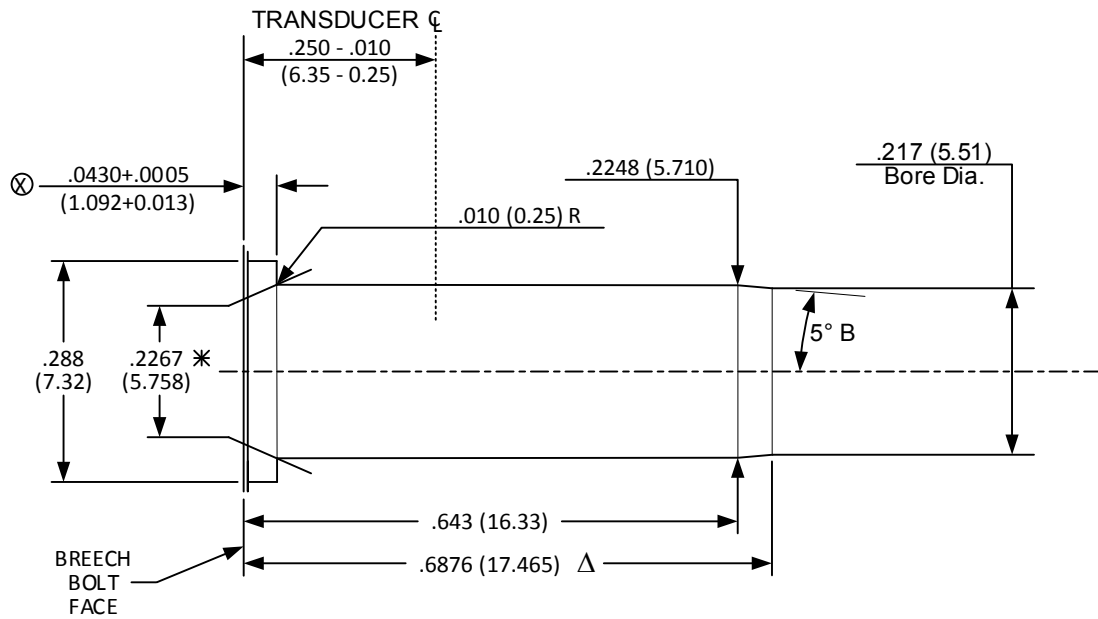 TRANSDUCER ℄
.250 - .010
(6.35 - 0.25)
Ⓧ .0430+.0005
(1.092+0.013)
.2248 (5.710)
.217 (5.51)
Bore Dia.
.010 (0.25) R
5° B
.288
(7.32)
.2267 ✳
(5.758)
.643 (16.33)
.6876 (17.465) Δ
BREECH
BOLT
FACE